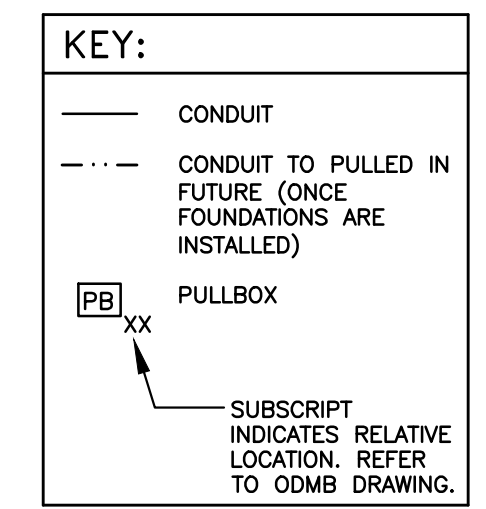 KEY:
CONDUIT
CONDUIT TO PULLED IN
FUTURE (ONCE
FOUNDATIONS ARE
INSTALLED)
PB XX
PULLBOX
SUBSCRIPT
INDICATES RELATIVE
LOCATION. REFER
TO ODMB DRAWING.